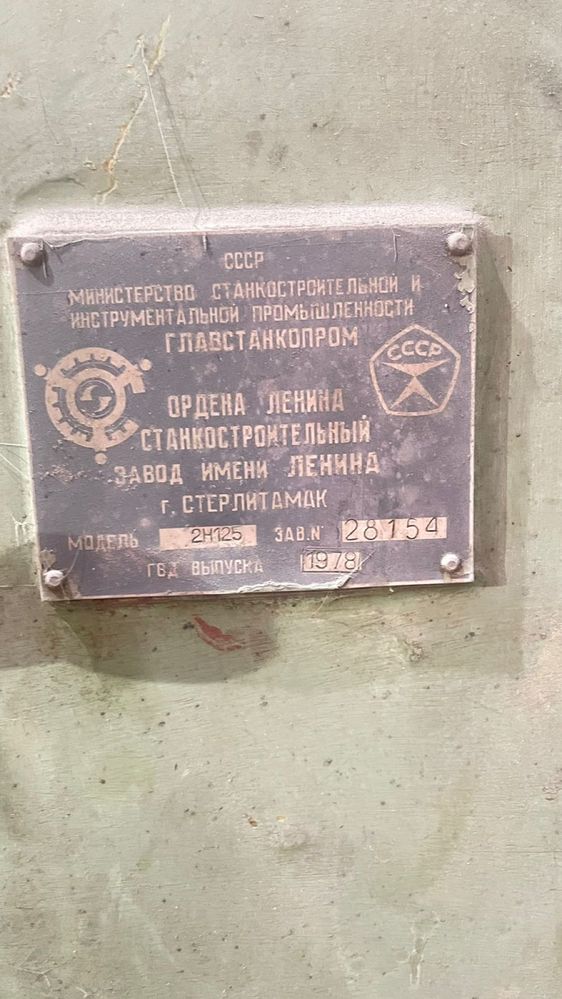 СССР
МИНИСТЕРСТВО СТАНКОСТРОИТЕЛЬНОЙ И
ИНСТРУМЕНТАЛЬНОЙ ПРОМЫШЛЕННОСТИ
ГЛАВСТАНКОПРОМ
СССР
ОРДЕНА ЛЕНИНА
СТАНКОСТРОИТЕЛЬНЫЙ
ЗАВОД ИМЕНИ ЛЕНИНА
г. СТЕРЛИТАМАК
МОДЕЛЬ 2Н125 ЗАВ.N 28154
ГОД ВЫПУСКА 1978